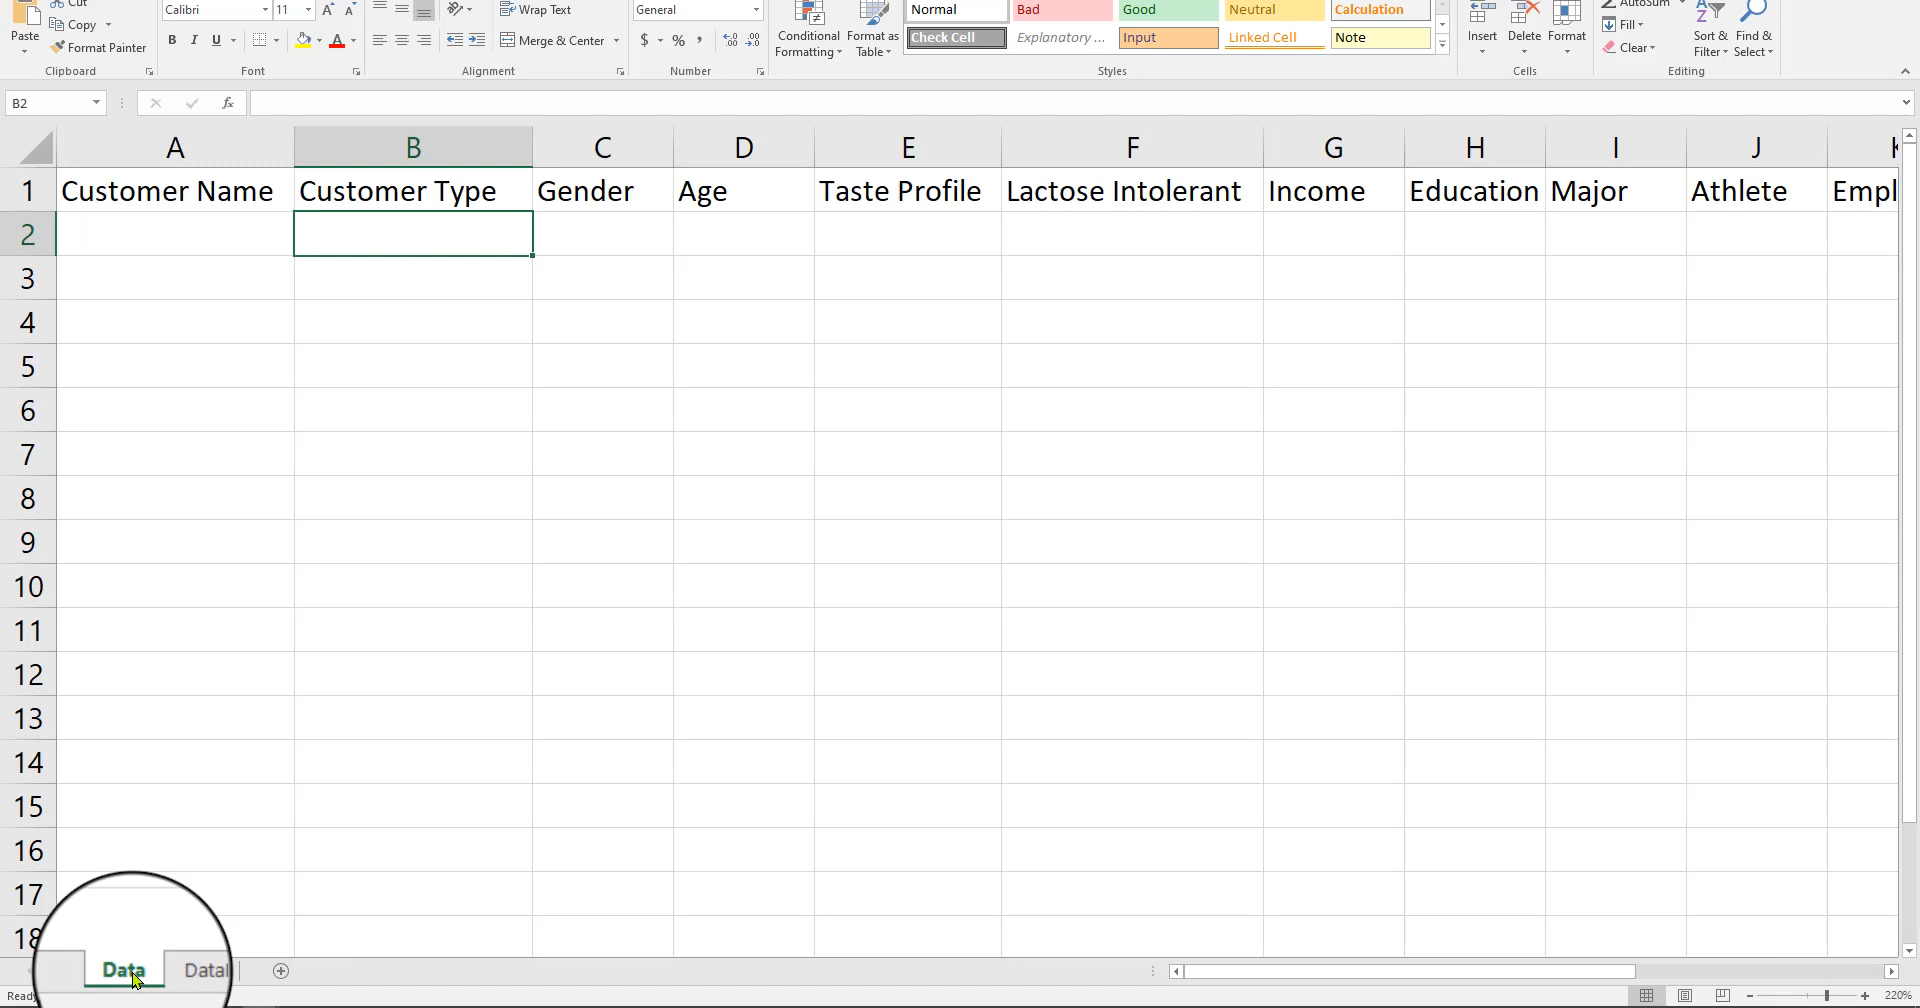 Cut
Calibri 11
Wrap Text
General
Normal Bad Good Neutral Calculation
AutoSum
Paste
Copy
Format Painter
B I U A
Merge & Center
$ % ,
Conditional Formatting
Format as Table
Check Cell Explanatory ... Input Linked Cell Note
Insert Delete Format
Fill
Clear
Sort & Filter
Find & Select
Clipboard Font Alignment Number Styles Cells Editing
B2 fx
A B C D E F G H I J
1 Customer Name Customer Type Gender Age Taste Profile Lactose Intolerant Income Education Major Athlete Empl
2
3
4
5
6
7
8
9
10
11
12
13
14
15
16
17
18
Data Datal
Ready
220%